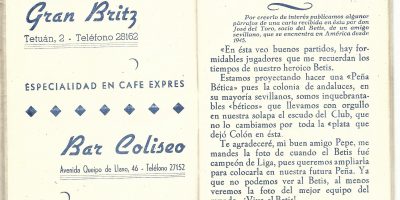 Gran Britz
Tetuán, 2 - Teléfono 28162
ESPECIALIDAD EN CAFE EXPRES
Bar Coliseo
Avenida Queipo de Llano, 46 - Teléfono 27152
Por creerlo de interés publicamos algunor
párrafos de una carta recibida en ésta por don
José del Toro, socio del Betis, de un amigo
sevillano, que se encuentra en América desde
1945.
«En ésta veo buenos partidos, hay for-
midables jugadores que me recuerdan los
tiempos de nuestro heroico Betis.
Estamos proyectando hacer una «Peña
Bética» pues la colonia de andaluces, en
su mayoría sevillanos, somos inquebranta-
bles «béticos» que llevamos con orgullo
en nuestra solapa el escudo del Club, que
no lo cambiamos por toda la «plata que
dejó Colón en ésta.
Te agradeceré, mi buen amigo Pepe, me
mandes la foto de cuando el Betis fué
campeón de Liga, pues queremos ampliarla
para colocarla en nuestra futura Peña. Ya
que no podemos ver al Betis, al menos
veremos la foto del mejor equipo del
¡Viva el Betis!